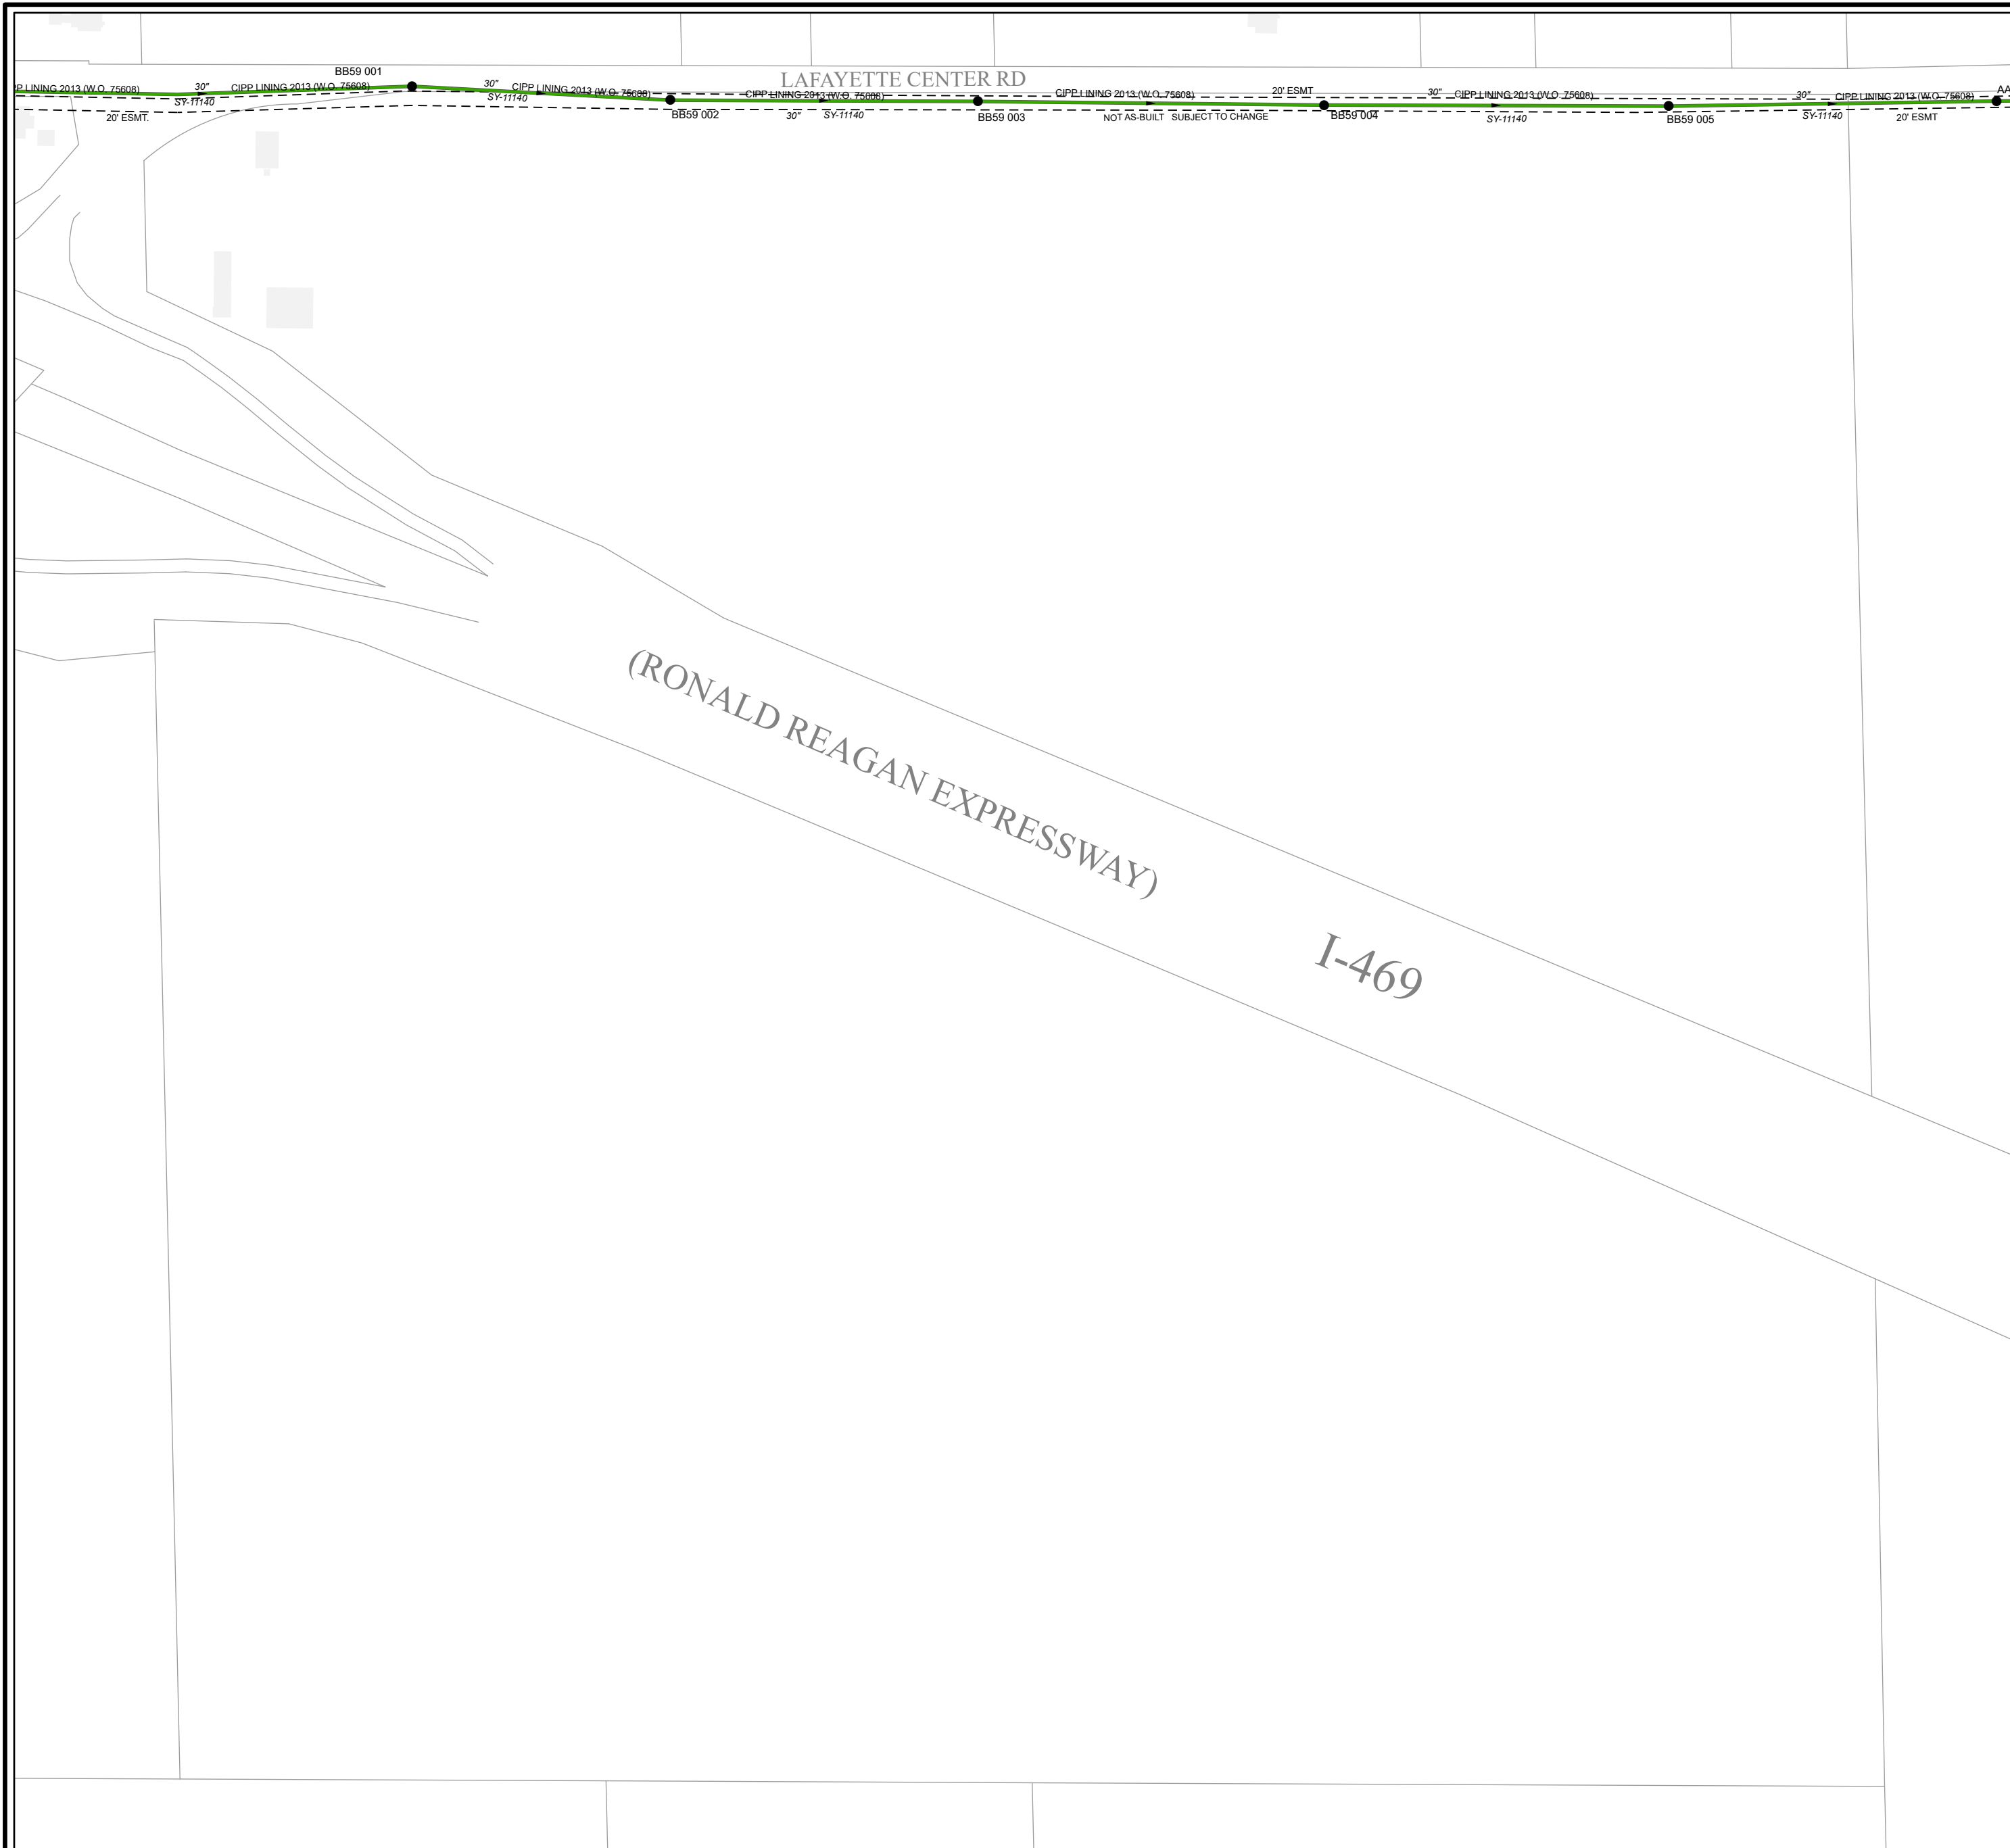 BB59 001
LAFAYETTE CENTER RD
LINING 2013 (W.O. 75608)
30"
CIPP LINING 2013 (W.O. 75608)
30"
CIPP LINING 2013 (W.O. 75608)
CIPP LINING 2013 (W.O. 75608)
CIPP LINING 2013 (W.O. 75608)
20' ESMT
30"
CIPP LINING 2013 (W.O. 75608)
30"
CIPP LINING 2013 (W.O. 75608)
AA
SY-11140
SY-11140
20' ESMT.
BB59 002
30"
SY-11140
BB59 003
NOT AS-BUILT SUBJECT TO CHANGE
BB59 004
SY-11140
BB59 005
SY-11140
20' ESMT
(RONALD REAGAN EXPRESSWAY)
I-469